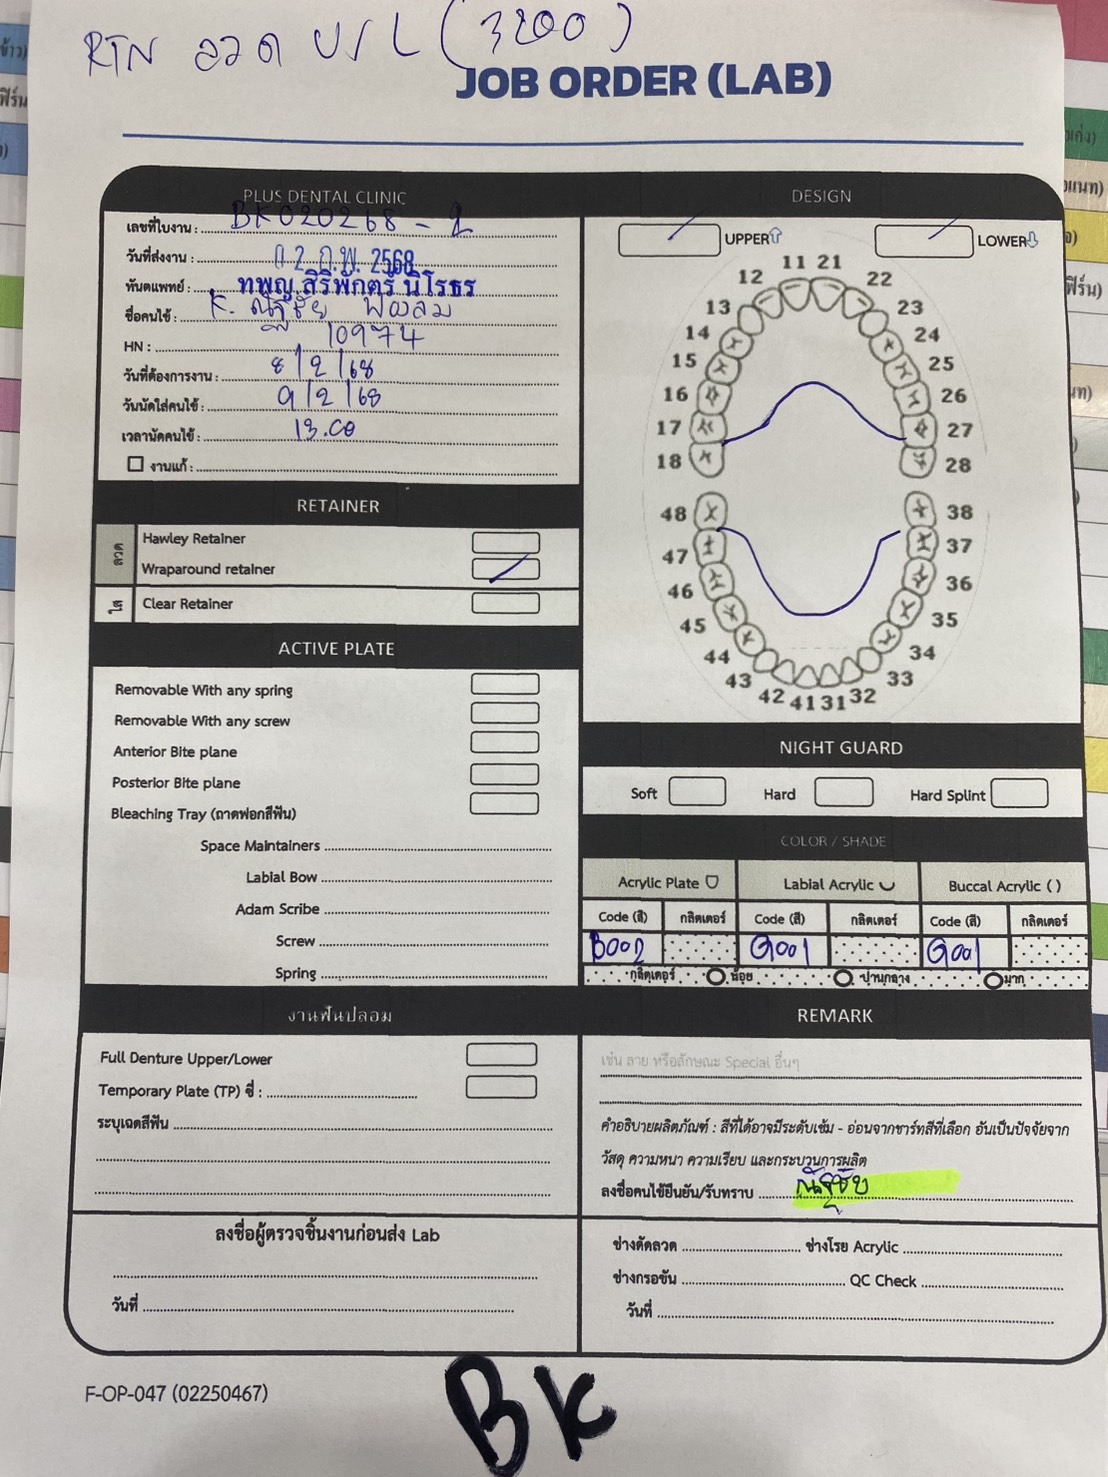 RTN ลวด U/L (3200)
JOB ORDER (LAB)
PLUS DENTAL CLINIC
เลขที่ใบงาน : BK020268 - 2
วันที่ส่งงาน : 02 ก.พ. 2568
ทันตแพทย์ : ทพญ.สิริพักตร์ นิโรธร
ชื่อคนไข้ : K. ณัฐชัย
HN : 10974
วันที่ต้องการงาน : 8/2/68
วันนัดใส่คนไข้ : 9/2/68
เวลานัดคนไข้ : 13.00
งานแก้ :
RETAINER
ลวด
Hawley Retainer
Wraparound retainer
ใส
Clear Retainer
ACTIVE PLATE
Removable With any spring
Removable With any screw
Anterior Bite plane
Posterior Bite plane
Bleaching Tray (ถาดฟอกสีฟัน)
Space Maintainers
Labial Bow
Adam Scribe
Screw
Spring
งานฟันปลอม
Full Denture Upper/Lower
Temporary Plate (TP) ซี่ :
ระบุเฉดสีฟัน
ลงชื่อผู้ตรวจชิ้นงานก่อนส่ง Lab
วันที่
DESIGN
UPPER LOWER
11 21
12 22
13 23
14 24
15 25
16 26
17 27
18 28
48 38
47 37
46 36
45 35
44 34
43 33
42 41 31 32
NIGHT GUARD
Soft Hard Hard Splint
COLOR / SHADE
Acrylic Plate Labial Acrylic Buccal Acrylic ( )
Code (สี) กลิตเตอร์ Code (สี) กลิตเตอร์ Code (สี) กลิตเตอร์
B002 G001 G001
กลิตเตอร์ น้อย ปานกลาง มาก
REMARK
เช่น ลาย หรือลักษณะ Special อื่นๆ
คำอธิบายผลิตภัณฑ์ : สีที่ได้อาจมีระดับเข้ม - อ่อนจากชาร์ทสีที่เลือก อันเป็นปัจจัยจาก
วัสดุ ความหนา ความเรียบ และกระบวนการผลิต
ลงชื่อคนไข้ยืนยัน/รับทราบ ณัฐชัย
ช่างดัดลวด ช่างโรย Acrylic
ช่างกรอขัน QC Check
วันที่
F-OP-047 (02250467)
BK